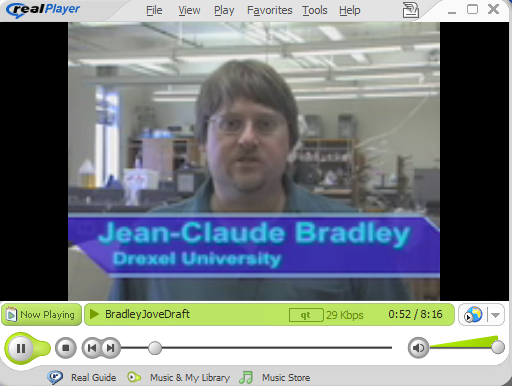 realPlayer
File View Play Favorites Tools Help
Jean-Claude Bradley
Drexel University
Now Playing
BradleyJoveDraft
qt
29 Kbps
0:52 / 8:16
Real Guide
Music & My Library
Music Store